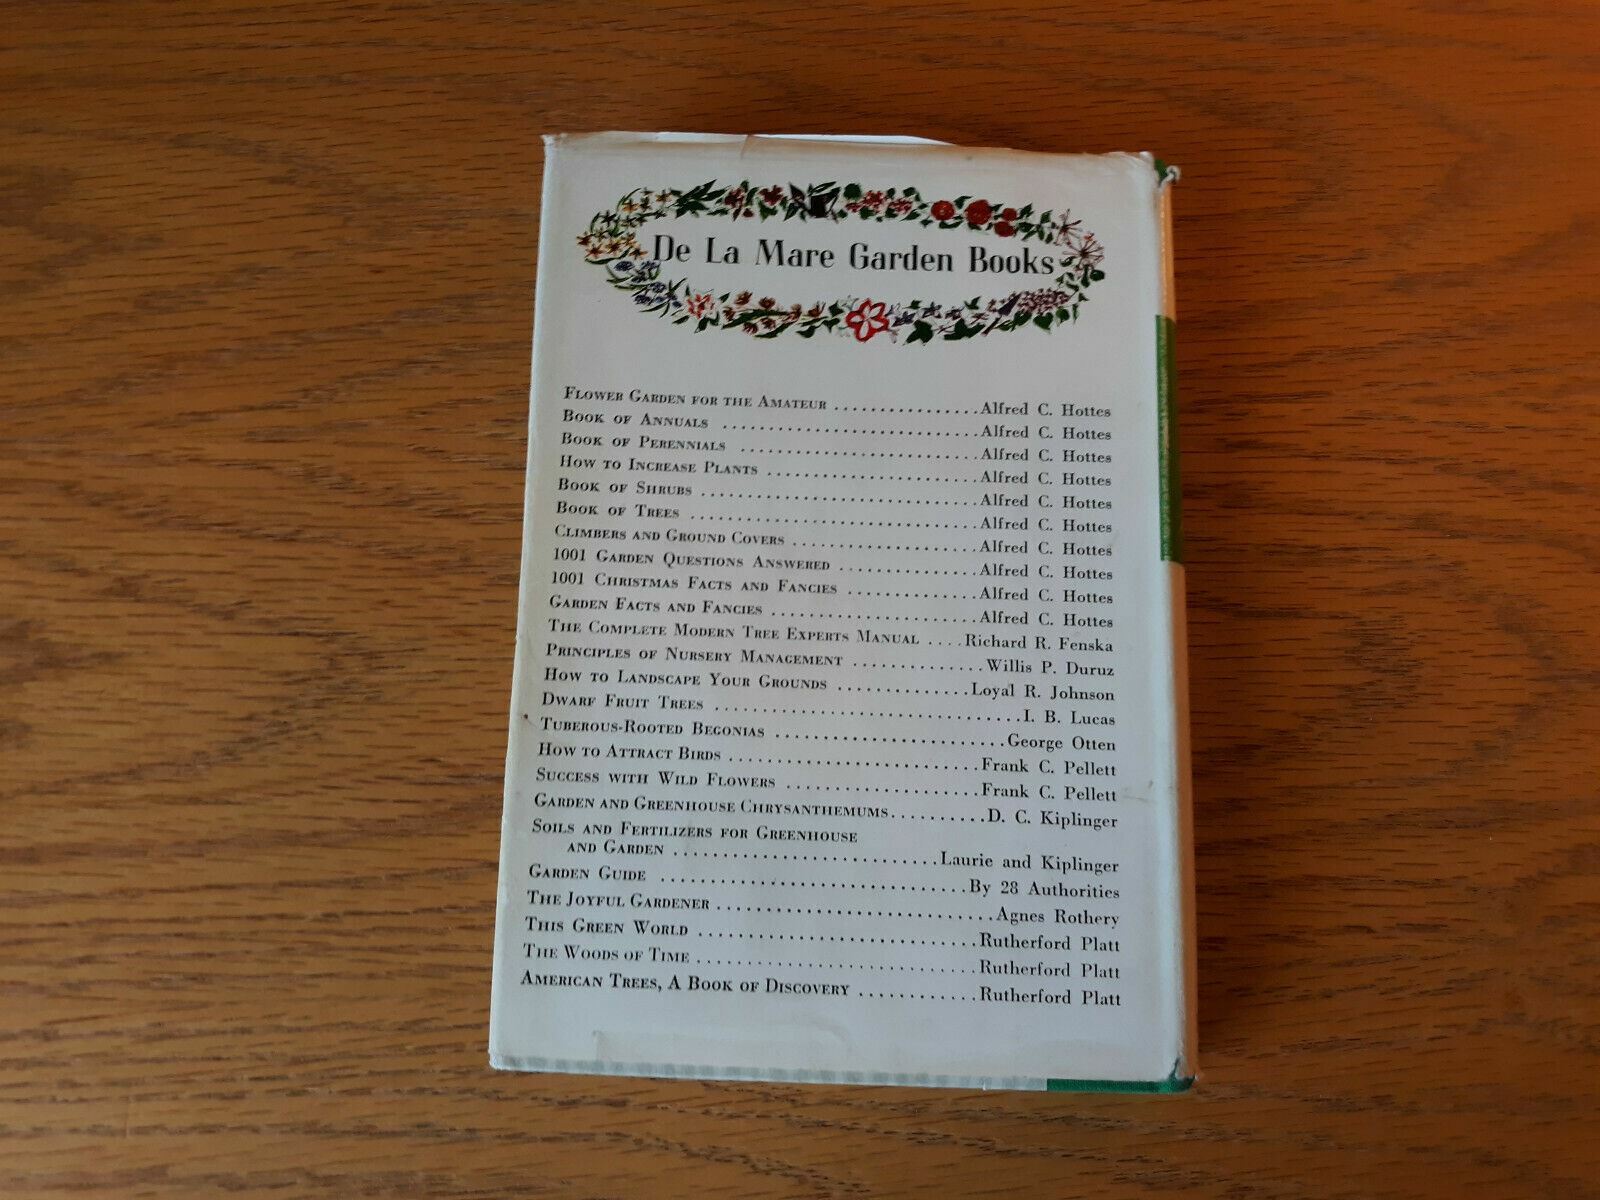 De La Mare Garden Books
FLOWER GARDEN FOR THE AMATEUR ................Alfred C. Hottes
BOOK OF ANNUALS ............................Alfred C. Hottes
BOOK OF PERENNIALS ..........................Alfred C. Hottes
HOW TO INCREASE PLANTS .......................Alfred C. Hottes
BOOK OF SHRUBS ..............................Alfred C. Hottes
BOOK OF TREES ...............................Alfred C. Hottes
CLIMBERS AND GROUND COVERS ....................Alfred C. Hottes
1001 GARDEN QUESTIONS ANSWERED ...............Alfred C. Hottes
1001 CHRISTMAS FACTS AND FANCIES ..............Alfred C. Hottes
GARDEN FACTS AND FANCIES .......................Alfred C. Hottes
THE COMPLETE MODERN TREE EXPERTS MANUAL ....Richard R. Fenska
PRINCIPLES OF NURSERY MANAGEMENT ..............Willis P. Duruz
HOW TO LANDSCAPE YOUR GROUNDS ..............Loyal R. Johnson
DWARF FRUIT TREES .................................I. B. Lucas
TUBEROUS-ROOTED BEGONIAS .........................George Otten
HOW TO ATTRACT BIRDS ...........................Frank C. Pellett
SUCCESS WITH WILD FLOWERS .....................Frank C. Pellett
GARDEN AND GREENHOUSE CHRYSANTHEMUMS..........D. C. Kiplinger
SOILS AND FERTILIZERS FOR GREENHOUSE
AND GARDEN ...........................Laurie and Kiplinger
GARDEN GUIDE .................................By 28 Authorities
THE JOYFUL GARDENER ............................Agnes Rothery
THIS GREEN WORLD ..............................Rutherford Platt
THE WOODS OF TIME ..............................Rutherford Platt
AMERICAN TREES, A BOOK OF DISCOVERY ............Rutherford Platt